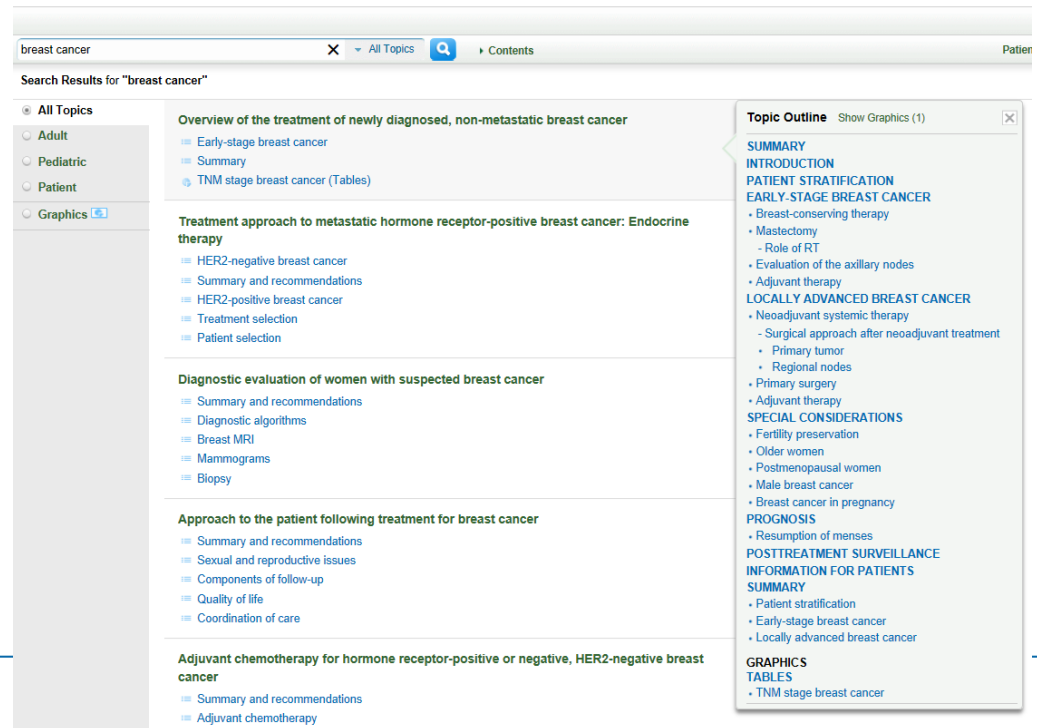 breast cancer
All Topics
Contents
Patien
Search Results for "breast cancer"
All Topics
Adult
Pediatric
Patient
Graphics
Overview of the treatment of newly diagnosed, non-metastatic breast cancer
Early-stage breast cancer
Summary
TNM stage breast cancer (Tables)
Treatment approach to metastatic hormone receptor-positive breast cancer: Endocrine
therapy
HER2-negative breast cancer
Summary and recommendations
HER2-positive breast cancer
Treatment selection
Patient selection
Diagnostic evaluation of women with suspected breast cancer
Summary and recommendations
Diagnostic algorithms
Breast MRI
Mammograms
Biopsy
Approach to the patient following treatment for breast cancer
Summary and recommendations
Sexual and reproductive issues
Components of follow-up
Quality of life
Coordination of care
Adjuvant chemotherapy for hormone receptor-positive or negative, HER2-negative breast
cancer
Summary and recommendations
Adjuvant chemotherapy
Topic Outline Show Graphics (1)
SUMMARY
INTRODUCTION
PATIENT STRATIFICATION
EARLY-STAGE BREAST CANCER
• Breast-conserving therapy
• Mastectomy
- Role of RT
• Evaluation of the axillary nodes
• Adjuvant therapy
LOCALLY ADVANCED BREAST CANCER
• Neoadjuvant systemic therapy
- Surgical approach after neoadjuvant treatment
• Primary tumor
• Regional nodes
• Primary surgery
• Adjuvant therapy
SPECIAL CONSIDERATIONS
• Fertility preservation
• Older women
• Postmenopausal women
• Male breast cancer
• Breast cancer in pregnancy
PROGNOSIS
• Resumption of menses
POSTTREATMENT SURVEILLANCE
INFORMATION FOR PATIENTS
SUMMARY
• Patient stratification
• Early-stage breast cancer
• Locally advanced breast cancer
GRAPHICS
TABLES
• TNM stage breast cancer